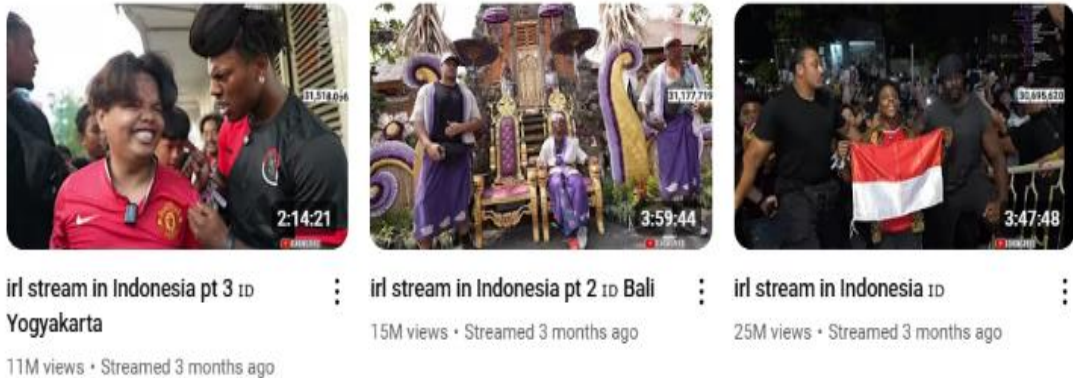 31,518,096
2:14:21
irl stream in Indonesia pt 3 ID
Yogyakarta
11M views • Streamed 3 months ago
31,177,719
3:59:44
irl stream in Indonesia pt 2 ID Bali
15M views • Streamed 3 months ago
30,695,620
3:47:48
irl stream in Indonesia ID
25M views • Streamed 3 months ago